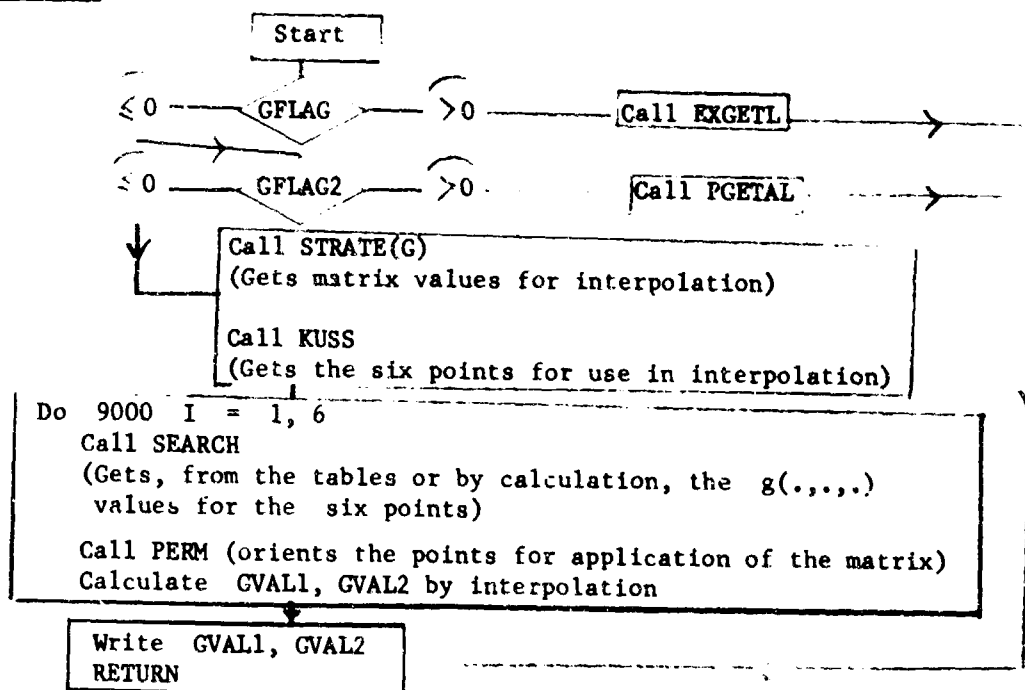 Start
≤ 0 GFLAG > 0 Call EXGETL
≤ 0 GFLAG2 > 0 Call PGETAL
Call STRATE(G)
(Gets matrix values for interpolation)
Call KUSS
(Gets the six points for use in interpolation)
Do 9000 I = 1, 6
Call SEARCH
(Gets, from the tables or by calculation, the g(.,.,.)
values for the six points)
Call PERM (orients the points for application of the matrix)
Calculate GVAL1, GVAL2 by interpolation
Write GVAL1, GVAL2
RETURN